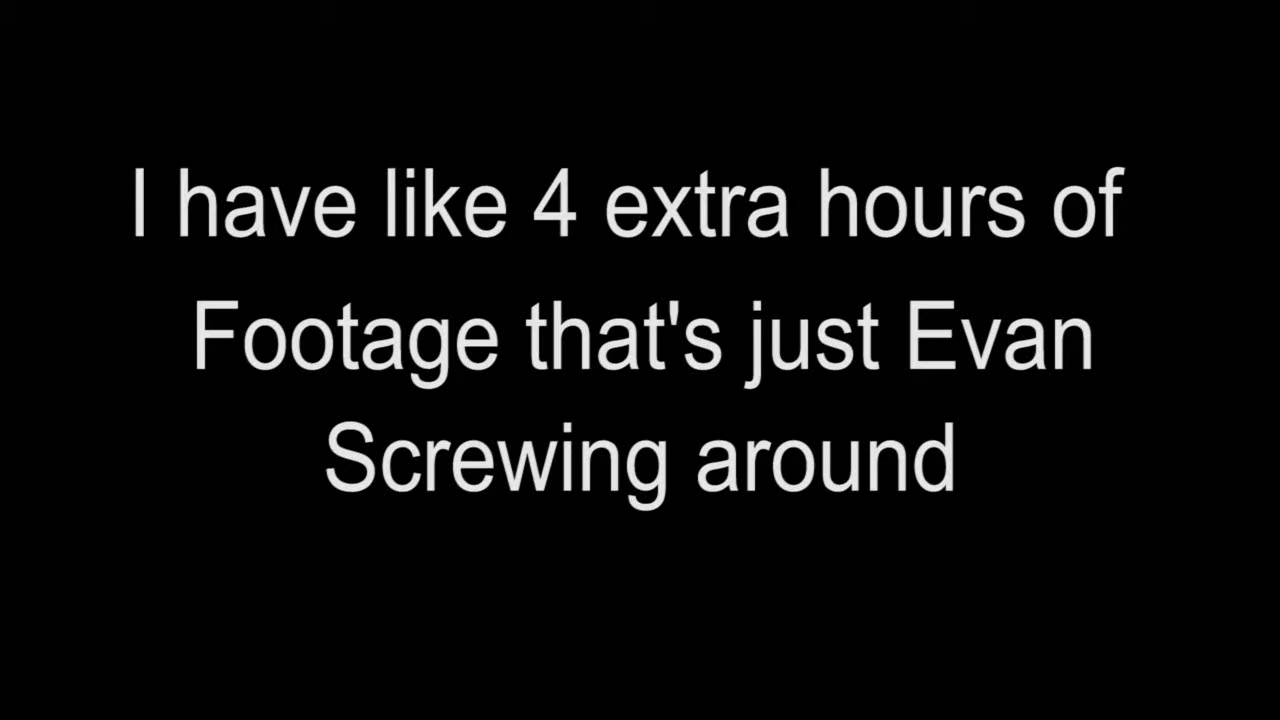 I have like 4 extra hours of
Footage that's just Evan
Screwing around